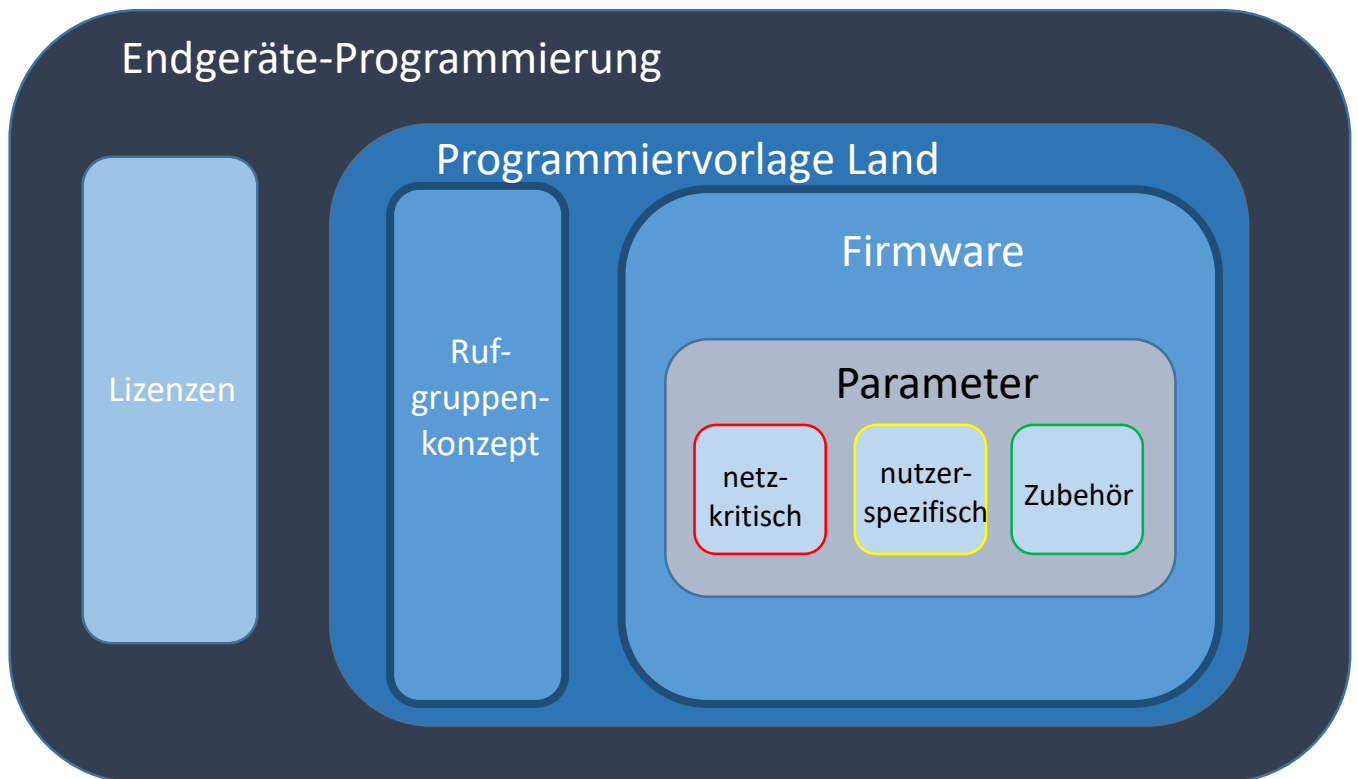 Endgeräte-Programmierung
Programmiervorlage Land
Firmware
Lizenzen
Ruf-
gruppen-
konzept
Parameter
netz-
kritisch
nutzer-
spezifisch
Zubehör